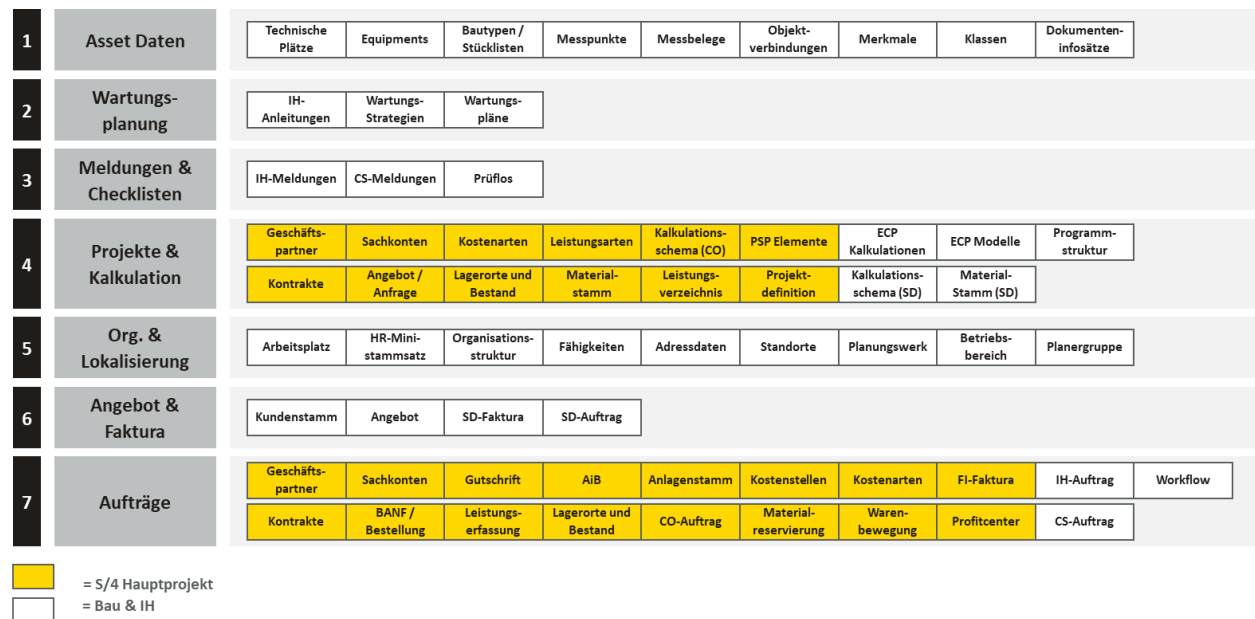 1
Asset Daten
Technische
Plätze
Equipments
Bautypen /
Stücklisten
Messpunkte
Messbelege
Objekt-
verbindungen
Merkmale
Klassen
Dokumenten-
infosätze
2
Wartungs-
planung
IH-
Anleitungen
Wartungs-
Strategien
Wartungs-
pläne
3
Meldungen &
Checklisten
IH-Meldungen
CS-Meldungen
Prüflos
4
Projekte &
Kalkulation
Geschäfts-
partner
Sachkonten
Kostenarten
Leistungsarten
Kalkulations-
schema (CO)
PSP Elemente
ECP
Kalkulationen
ECP Modelle
Programm-
struktur
Kontrakte
Angebot /
Anfrage
Lagerorte und
Bestand
Material-
stamm
Leistungs-
verzeichnis
Projekt-
definition
Kalkulations-
schema (SD)
Material-
Stamm (SD)
5
Org. &
Lokalisierung
Arbeitsplatz
HR-Mini-
stammsatz
Organisations-
struktur
Fähigkeiten
Adressdaten
Standorte
Planungswerk
Betriebs-
bereich
Planergruppe
6
Angebot &
Faktura
Kundenstamm
Angebot
SD-Faktura
SD-Auftrag
7
Aufträge
Geschäfts-
partner
Sachkonten
Gutschrift
AiB
Anlagenstamm
Kostenstellen
Kostenarten
FI-Faktura
IH-Auftrag
Workflow
Kontrakte
BANF /
Bestellung
Leistungs-
erfassung
Lagerorte und
Bestand
CO-Auftrag
Material-
reservierung
Waren-
bewegung
Profitcenter
CS-Auftrag
= S/4 Hauptprojekt
= Bau & IH